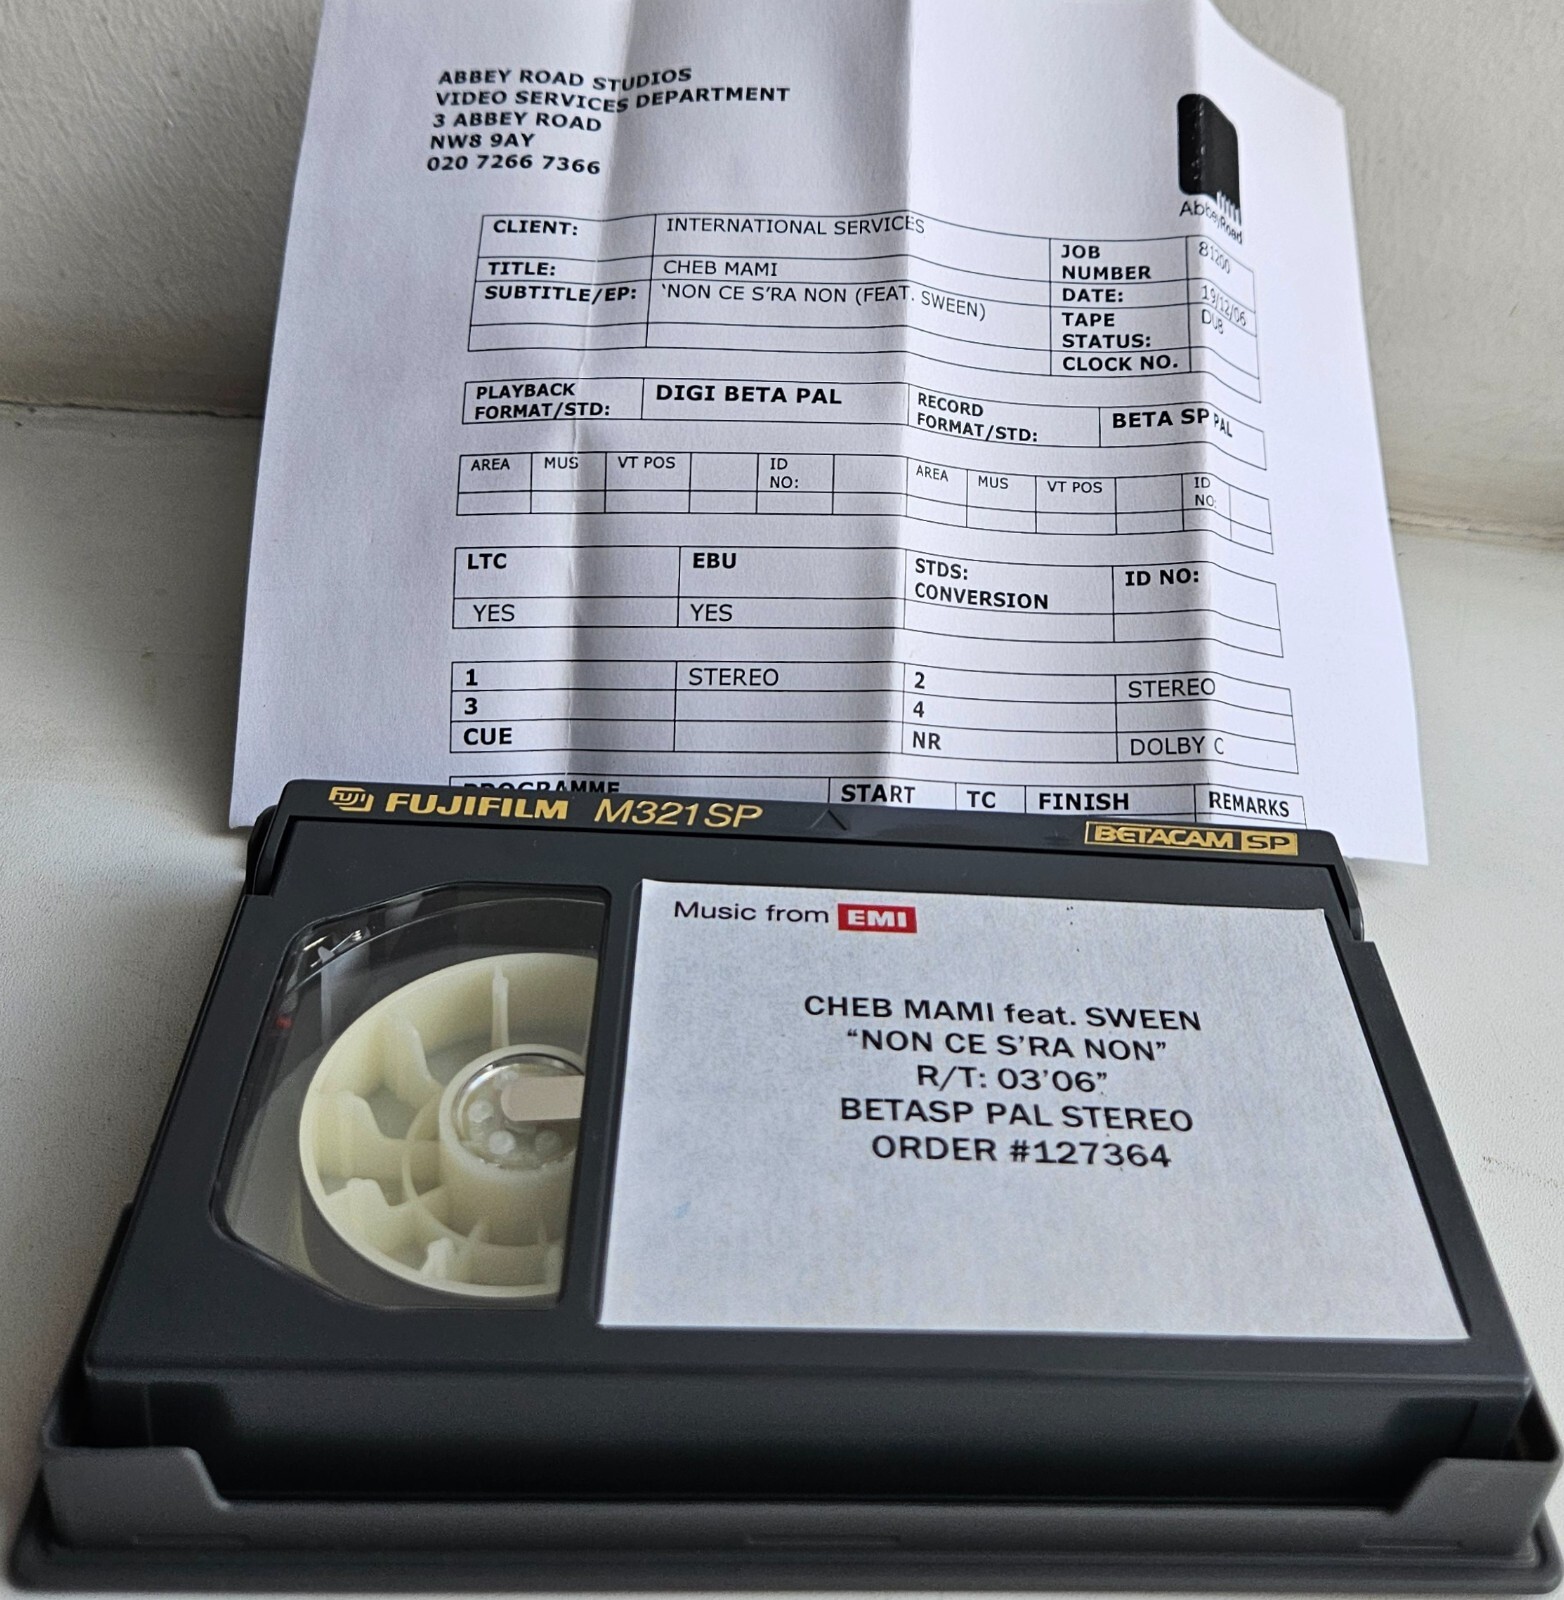 ABBEY ROAD STUDIOS
VIDEO SERVICES DEPARTMENT
3 ABBEY ROAD
NW8 9AY
020 7266 7366
AbbeyRoad
CLIENT: INTERNATIONAL SERVICES JOB NUMBER 81200
TITLE: CHEB MAMI DATE: 19/12/06
SUBTITLE/EP: ‘NON CE S’RA NON (FEAT. SWEEN) TAPE STATUS: DUB
CLOCK NO.
PLAYBACK FORMAT/STD: DIGI BETA PAL RECORD FORMAT/STD: BETA SP PAL
AREA MUS VT POS ID NO: AREA MUS VT POS ID NO:
LTC EBU STDS: CONVERSION ID NO:
YES YES
1 STEREO 2 STEREO
3 4
CUE NR DOLBY C
PROGRAMME START TC FINISH REMARKS
FUJI FUJIFILM M321SP BETACAM SP
Music from EMI
CHEB MAMI feat. SWEEN
“NON CE S’RA NON”
R/T: 03’06”
BETASP PAL STEREO
ORDER #127364